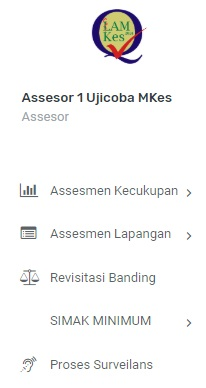 LAM
Kes
Assesor 1 Ujicoba MKes
Assesor
Assesmen Kecukupan
Assesmen Lapangan
Revisitasi Banding
SIMAK MINIMUM
Proses Surveilans